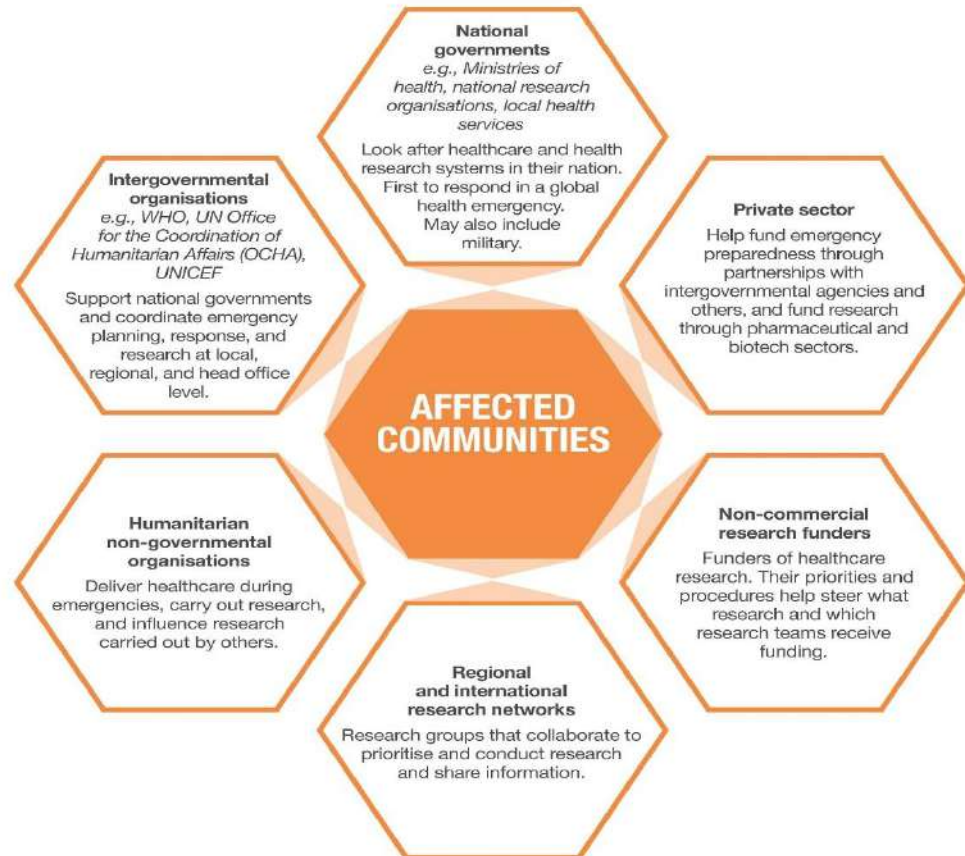 National
governments
e.g., Ministries of
health, national research
organisations, local health
services
Look after healthcare and health
research systems in their nation.
First to respond in a global
health emergency.
May also include
military.
Intergovernmental
organisations
e.g., WHO, UN Office
for the Coordination of
Humanitarian Affairs (OCHA),
UNICEF
Support national governments
and coordinate emergency
planning, response, and
research at local,
regional, and head office
level.
Private sector
Help fund emergency
preparedness through
partnerships with
intergovernmental agencies and
others, and fund research
through pharmaceutical and
biotech sectors.
AFFECTED
COMMUNITIES
Humanitarian
non-governmental
organisations
Deliver healthcare during
emergencies, carry out research,
and influence research
carried out by others.
Non-commercial
research funders
Funders of healthcare
research. Their priorities and
procedures help steer what
research and which
research teams receive
funding.
Regional
and international
research networks
Research groups that collaborate to
prioritise and conduct research
and share information.